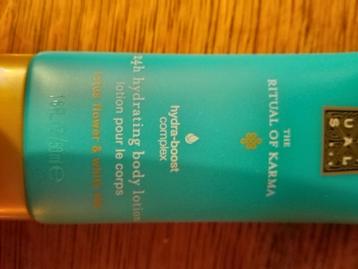 UAL
THE
RITUAL OF KARMA
hydra-boost
complex
24h hydrating body lotion
lotion pour le corps
lotus flower & white tea